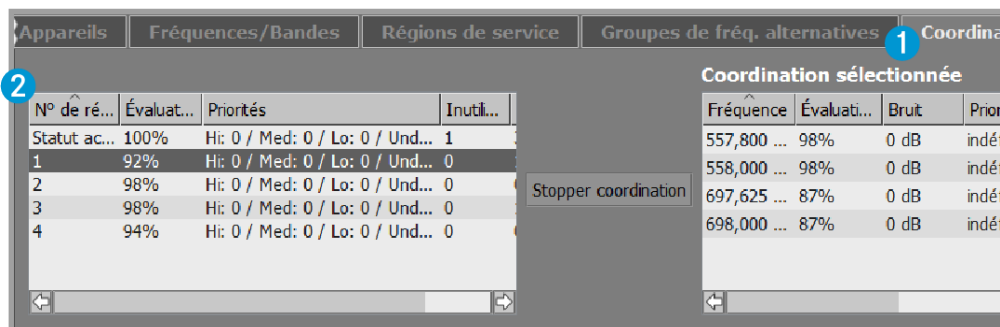 Appareils Fréquences/Bandes Régions de service Groupes de fréq. alternatives 1 Coordina
Coordination sélectionnée
2
N° de ré... Évaluat... Priorités Inutili...
Statut ac... 100% Hi: 0 / Med: 0 / Lo: 0 / Und... 1
1 92% Hi: 0 / Med: 0 / Lo: 0 / Und... 0
2 98% Hi: 0 / Med: 0 / Lo: 0 / Und... 0
3 98% Hi: 0 / Med: 0 / Lo: 0 / Und... 0
4 94% Hi: 0 / Med: 0 / Lo: 0 / Und... 0
Stopper coordination
Fréquence Évaluati... Bruit Prior
557,800 ... 98% 0 dB indéf
558,000 ... 98% 0 dB indéf
697,625 ... 87% 0 dB indéf
698,000 ... 87% 0 dB indéf